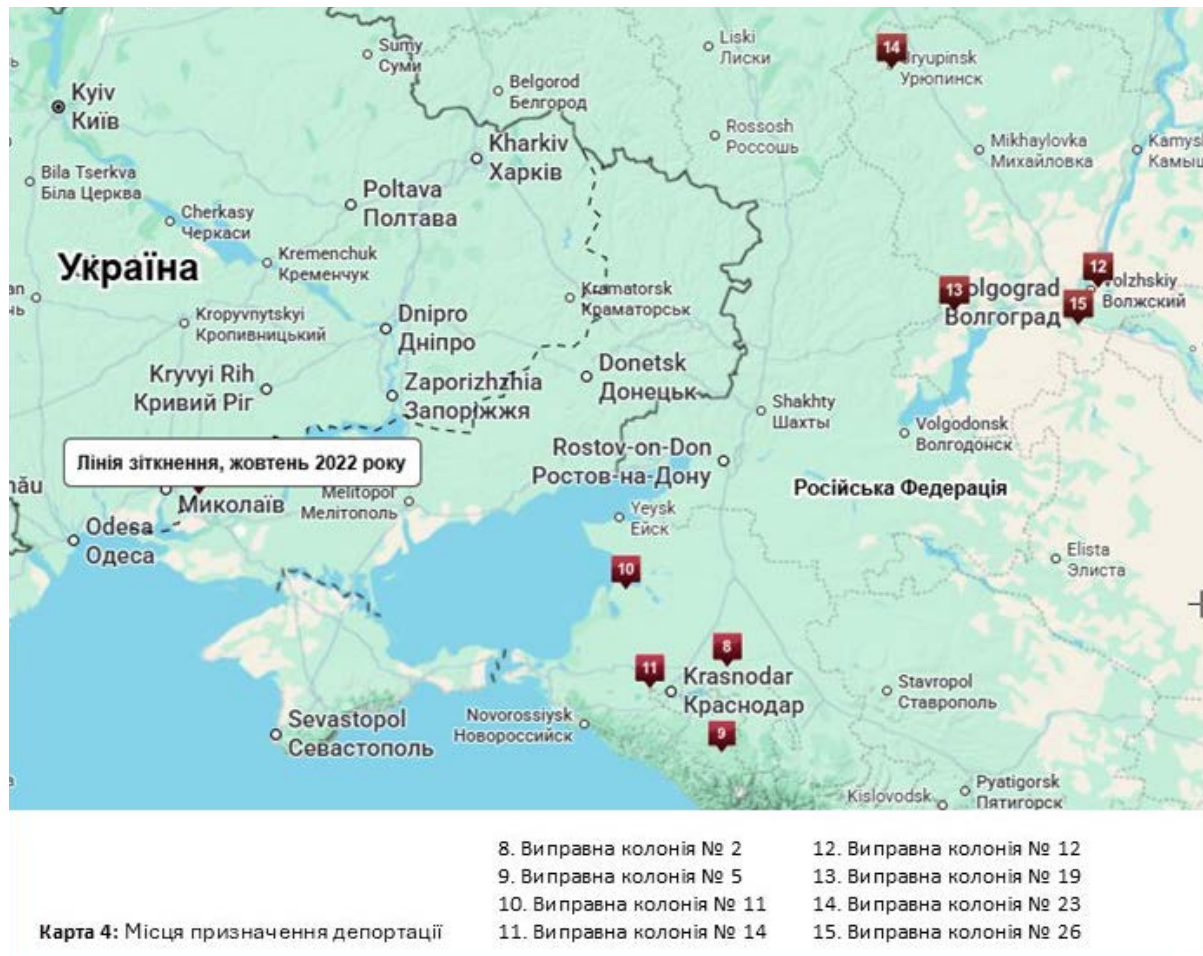 Sumy
Суми
Liski
Лиски
14
Урюпинск
Kyiv
Київ
Belgorod
Белгород
Kharkiv
Харків
Rossosh
Россошь
Mikhaylovka
Михайловка
Bila Tserkva
Біла Церква
Poltava
Полтава
Cherkasy
Черкаси
Kremenchuk
Кременчук
Україна
12
13
15
Волжский
Волгоград
Kramatorsk
Краматорськ
Kropyvnytskyi
Кропивницький
Dnipro
Дніпро
Donetsk
Донецьк
Kryvyi Rih
Кривий Ріг
Zaporizhzhia
Запоріжжя
Shakhty
Шахты
Volgodonsk
Волгодонск
Лінія зіткнення, жовтень 2022 року
Rostov-on-Don
Ростов-на-Дону
Російська Федерація
Миколаїв
Melitopol
Мелітополь
Yeysk
Ейск
Odesa
Одеса
Elista
Элиста
10
8
11
Krasnodar
Краснодар
Stavropol
Ставрополь
Sevastopol
Севастополь
Novorossiysk
Новороссийск
9
Pyatigorsk
Пятигорск
Kislovodsk
8. Виправна колонія № 2
9. Виправна колонія № 5
10. Виправна колонія № 11
11. Виправна колонія № 14
12. Виправна колонія № 12
13. Виправна колонія № 19
14. Виправна колонія № 23
15. Виправна колонія № 26
Карта 4: Місця призначення депортації